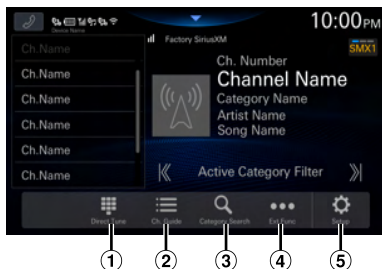 Device Name
10:00PM
Factory SiriusXM
SMX1
Ch.Name
Ch.Name
Ch.Name
Ch.Name
Ch.Name
Ch.Name
Ch. Number
Channel Name
Category Name
Artist Name
Song Name
Active Category Filter
Direct Tune
Ch. Guide
Category Search
Ext.Func
Setup
1
2
3
4
5